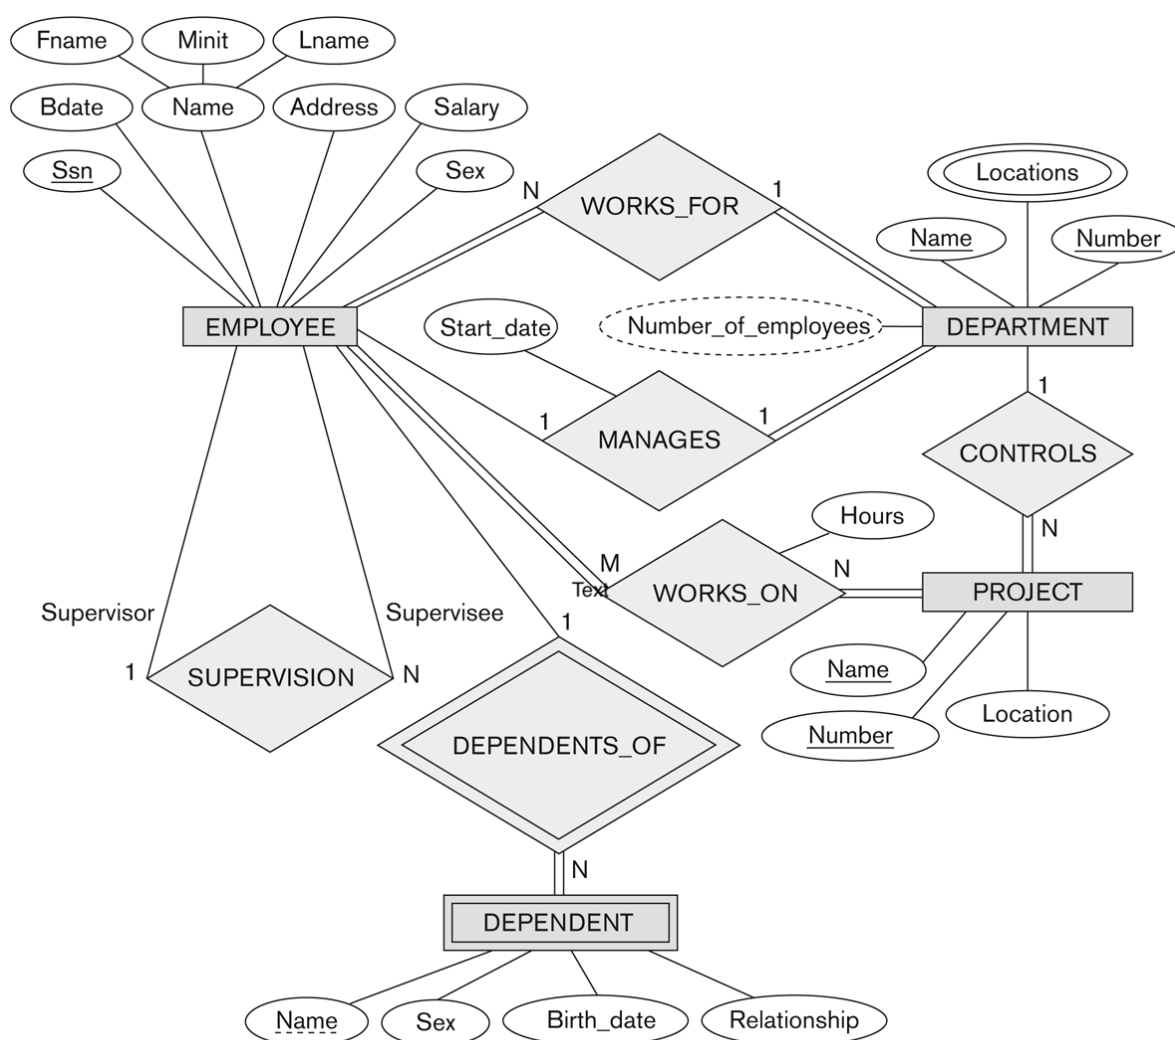 Fname
Minit
Lname
Bdate
Name
Address
Salary
Ssn
Sex
N
WORKS_FOR
1
Locations
Name
Number
EMPLOYEE
Start_date
Number_of_employees
DEPARTMENT
1
MANAGES
1
1
CONTROLS
N
Hours
M
Text
WORKS_ON
N
PROJECT
Supervisor
Supervisee
1
SUPERVISION
N
1
Name
Number
Location
DEPENDENTS_OF
N
DEPENDENT
Name
Sex
Birth_date
Relationship